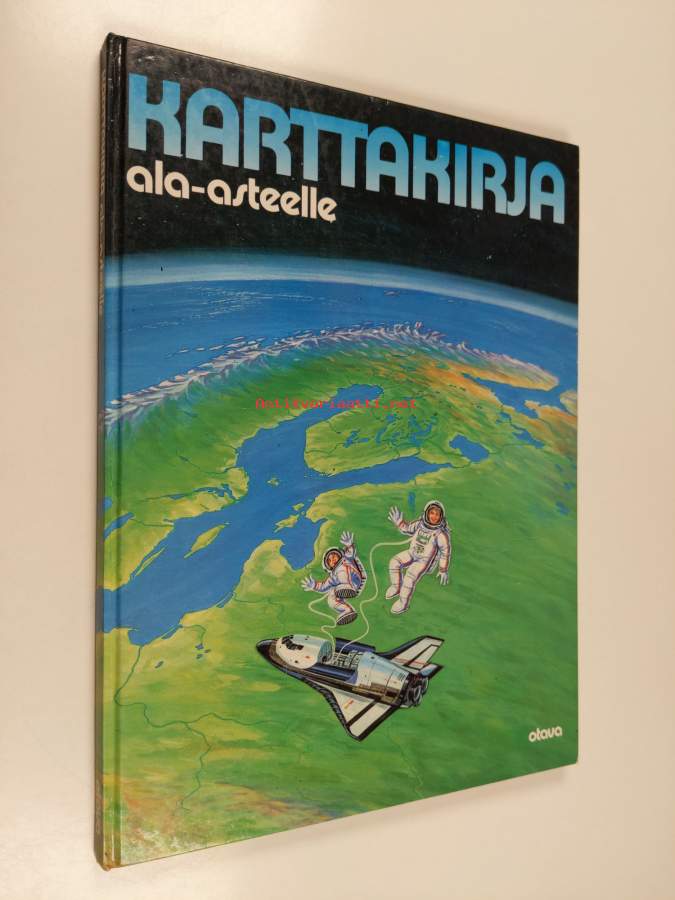 KARTTAKIRJA
ala-asteelle
Antikvariaatti.net
otava